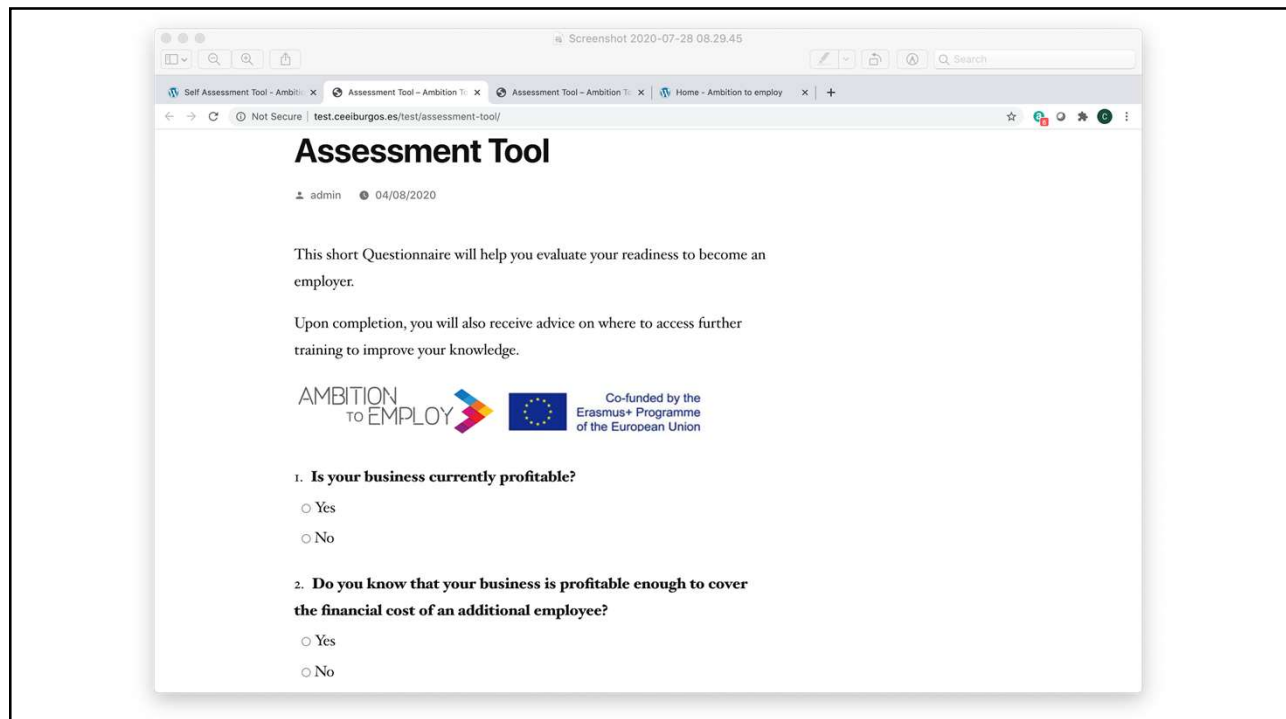 Screenshot 2020-07-28 08.29.45
Search
Self Assessment Tool - Ambitio
Assessment Tool – Ambition To
Assessment Tool – Ambition To
Home - Ambition to employ
Not Secure | test.ceeiburgos.es/test/assessment-tool/
Assessment Tool
admin 04/08/2020
This short Questionnaire will help you evaluate your readiness to become an
employer.
Upon completion, you will also receive advice on where to access further
training to improve your knowledge.
AMBITION
TO EMPLOY
Co-funded by the
Erasmus+ Programme
of the European Union
1. Is your business currently profitable?
Yes
No
2. Do you know that your business is profitable enough to cover
the financial cost of an additional employee?
Yes
No